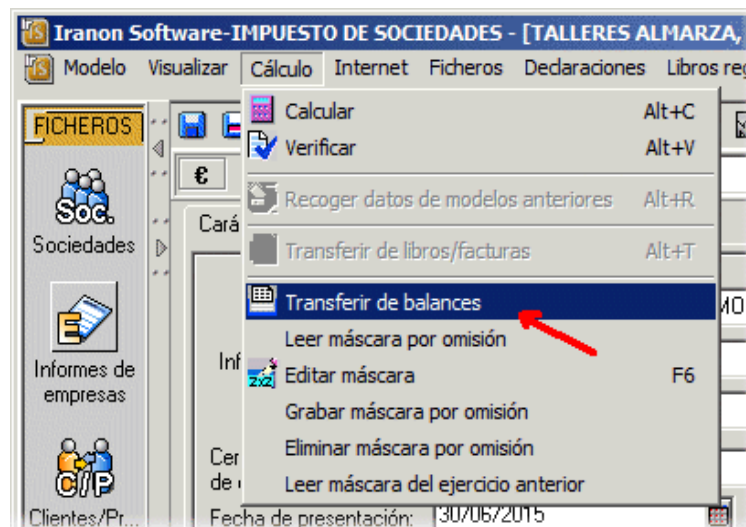 Iranon Software-IMPUESTO DE SOCIEDADES - [TALLERES ALMARZA,
Modelo Visualizar Cálculo Internet Ficheros Declaraciones Libros reg
FICHEROS
Soc.
Sociedades
Informes de
empresas
C/P
Clientes/Pr...
€
Cará
Calcular Alt+C
Verificar Alt+V
Recoger datos de modelos anteriores Alt+R
Transferir de libros/facturas Alt+T
Transferir de balances
Leer máscara por omisión
Editar máscara F6
Grabar máscara por omisión
Eliminar máscara por omisión
Leer máscara del ejercicio anterior
Inf
MO
Cer
de
Fecha de presentación: 30/06/2015